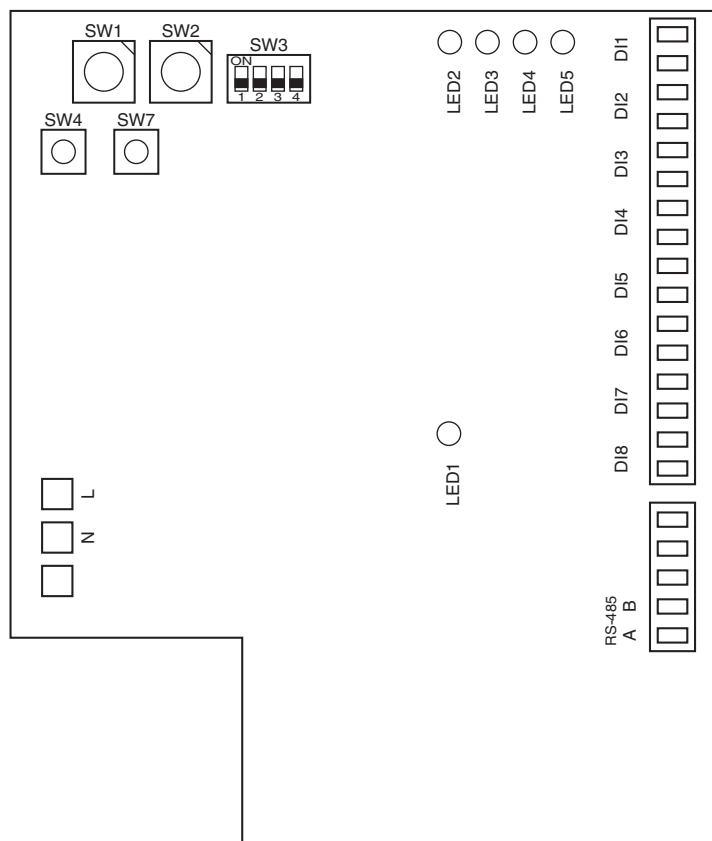 SW1
SW2
SW3
ON
1 2 3 4
SW4
SW7
LED2
LED3
LED4
LED5
DI1
DI2
DI3
DI4
DI5
DI6
DI7
DI8
LED1
L
N
RS-485
B
A